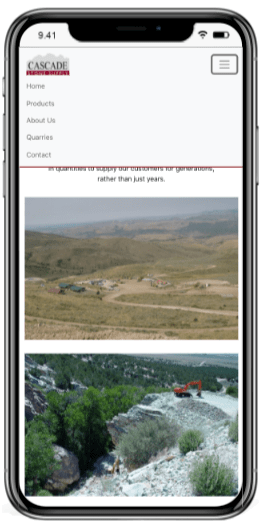 9.41
CASCADE
STONE SUPPLY
Home
Products
About Us
Quarries
Contact
in quantities to supply our customers for generations,
rather than just years.